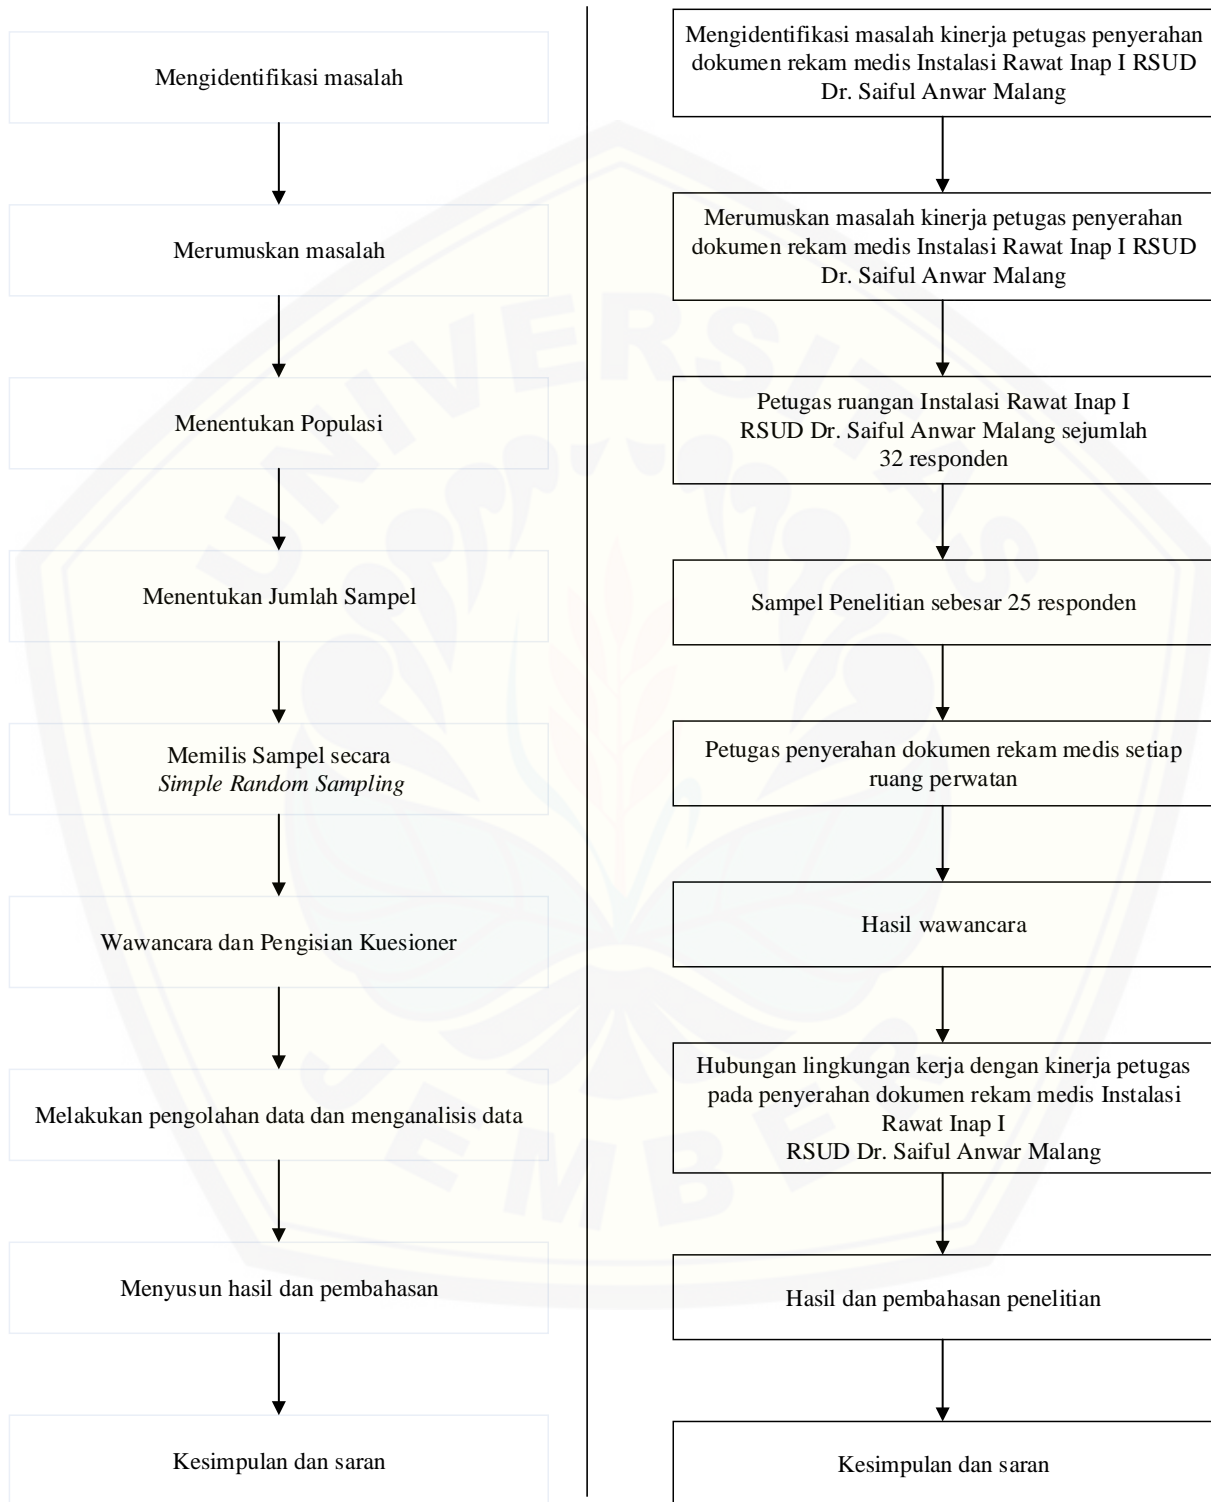 Mengidentifikasi masalah
Merumuskan masalah
Menentukan Populasi
Menentukan Jumlah Sampel
Memilis Sampel secara
Simple Random Sampling
Wawancara dan Pengisian Kuesioner
Melakukan pengolahan data dan menganalisis data
Menyusun hasil dan pembahasan
Kesimpulan dan saran
Mengidentifikasi masalah kinerja petugas penyerahan
dokumen rekam medis Instalasi Rawat Inap I RSUD
Dr. Saiful Anwar Malang
Merumuskan masalah kinerja petugas penyerahan
dokumen rekam medis Instalasi Rawat Inap I RSUD
Dr. Saiful Anwar Malang
Petugas ruangan Instalasi Rawat Inap I
RSUD Dr. Saiful Anwar Malang sejumlah
32 responden
Sampel Penelitian sebesar 25 responden
Petugas penyerahan dokumen rekam medis setiap
ruang perwatan
Hasil wawancara
Hubungan lingkungan kerja dengan kinerja petugas
pada penyerahan dokumen rekam medis Instalasi
Rawat Inap I
RSUD Dr. Saiful Anwar Malang
Hasil dan pembahasan penelitian
Kesimpulan dan saran
UNIVERSITAS
JEMBER